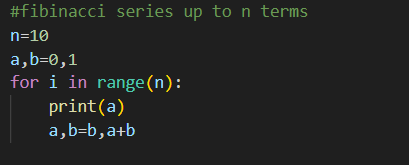 #fibinacci series up to n terms
n=10
a,b=0,1
for i in range(n):
    print(a)
    a,b=b,a+b